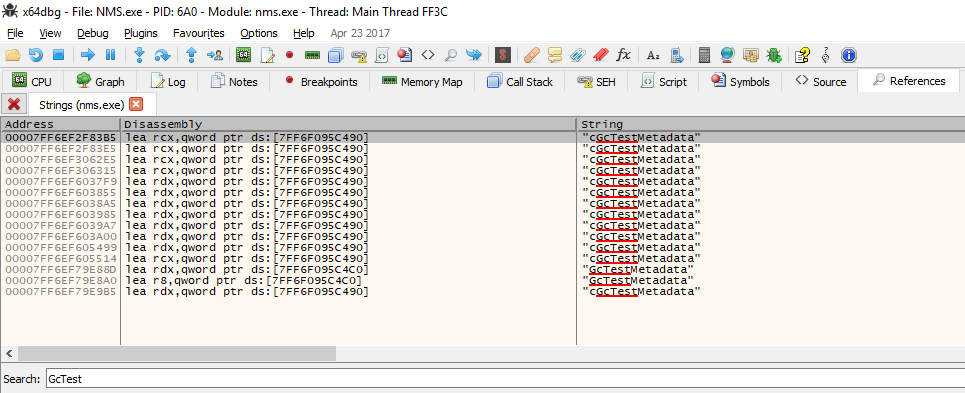 x64dbg - File: NMS.exe - PID: 6A0 - Module: nms.exe - Thread: Main Thread FF3C
File View Debug Plugins Favourites Options Help Apr 23 2017
CPU Graph Log Notes Breakpoints Memory Map Call Stack SEH Script Symbols Source References
Strings (nms.exe)
Address Disassembly String
00007FF6EF2F83B5 lea rcx,qword ptr ds:[7FF6F095C490] "cGcTestMetadata"
00007FF6EF2F83E5 lea rcx,qword ptr ds:[7FF6F095C490] "cGcTestMetadata"
00007FF6EF3062E5 lea rcx,qword ptr ds:[7FF6F095C490] "cGcTestMetadata"
00007FF6EF306315 lea rcx,qword ptr ds:[7FF6F095C490] "cGcTestMetadata"
00007FF6EF6037F9 lea rdx,qword ptr ds:[7FF6F095C490] "cGcTestMetadata"
00007FF6EF603855 lea rdx,qword ptr ds:[7FF6F095C490] "cGcTestMetadata"
00007FF6EF6038A5 lea rdx,qword ptr ds:[7FF6F095C490] "cGcTestMetadata"
00007FF6EF603985 lea rdx,qword ptr ds:[7FF6F095C490] "cGcTestMetadata"
00007FF6EF6039A7 lea rdx,qword ptr ds:[7FF6F095C490] "cGcTestMetadata"
00007FF6EF603A00 lea rdx,qword ptr ds:[7FF6F095C490] "cGcTestMetadata"
00007FF6EF605499 lea rdx,qword ptr ds:[7FF6F095C490] "cGcTestMetadata"
00007FF6EF605514 lea rcx,qword ptr ds:[7FF6F095C490] "cGcTestMetadata"
00007FF6EF79E88D lea rdx,qword ptr ds:[7FF6F095C4C0] "GcTestMetadata"
00007FF6EF79E8A0 lea r8,qword ptr ds:[7FF6F095C4C0] "GcTestMetadata"
00007FF6EF79E9B5 lea rdx,qword ptr ds:[7FF6F095C490] "cGcTestMetadata"
Search: GcTest